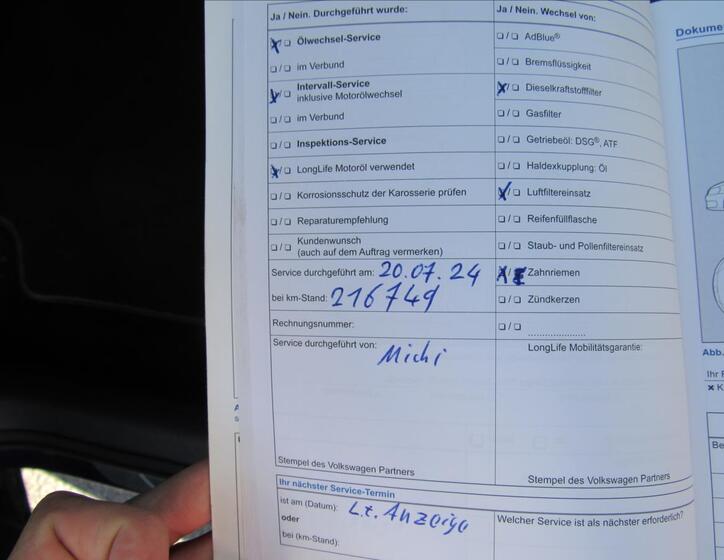 Ja / Nein. Durchgeführt wurde:
Ölwechsel-Service
im Verbund
Intervall-Service
inklusive Motorölwechsel
im Verbund
Inspektions-Service
LongLife Motoröl verwendet
Korrosionsschutz der Karosserie prüfen
Reparaturempfehlung
Kundenwunsch
(auch auf dem Auftrag vermerken)
Service durchgeführt am: 20.07.24
bei km-Stand: 216749
Rechnungsnummer:
Service durchgeführt von: Michi
Stempel des Volkswagen Partners
Ja / Nein. Wechsel von:
AdBlue®
Bremsflüssigkeit
Dieselkraftstofffilter
Gasfilter
Getriebeöl: DSG®, ATF
Haldexkupplung: Öl
Luftfiltereinsatz
Reifenfüllflasche
Staub- und Pollenfiltereinsatz
Zahnriemen
Zündkerzen
LongLife Mobilitätsgarantie:
Stempel des Volkswagen Partners
Ihr nächster Service-Termin
ist am (Datum): Lt. Anzeige
oder
bei (km-Stand):
Welcher Service ist als nächster erforderlich?
Dokume
Abb.
Ihr
Be